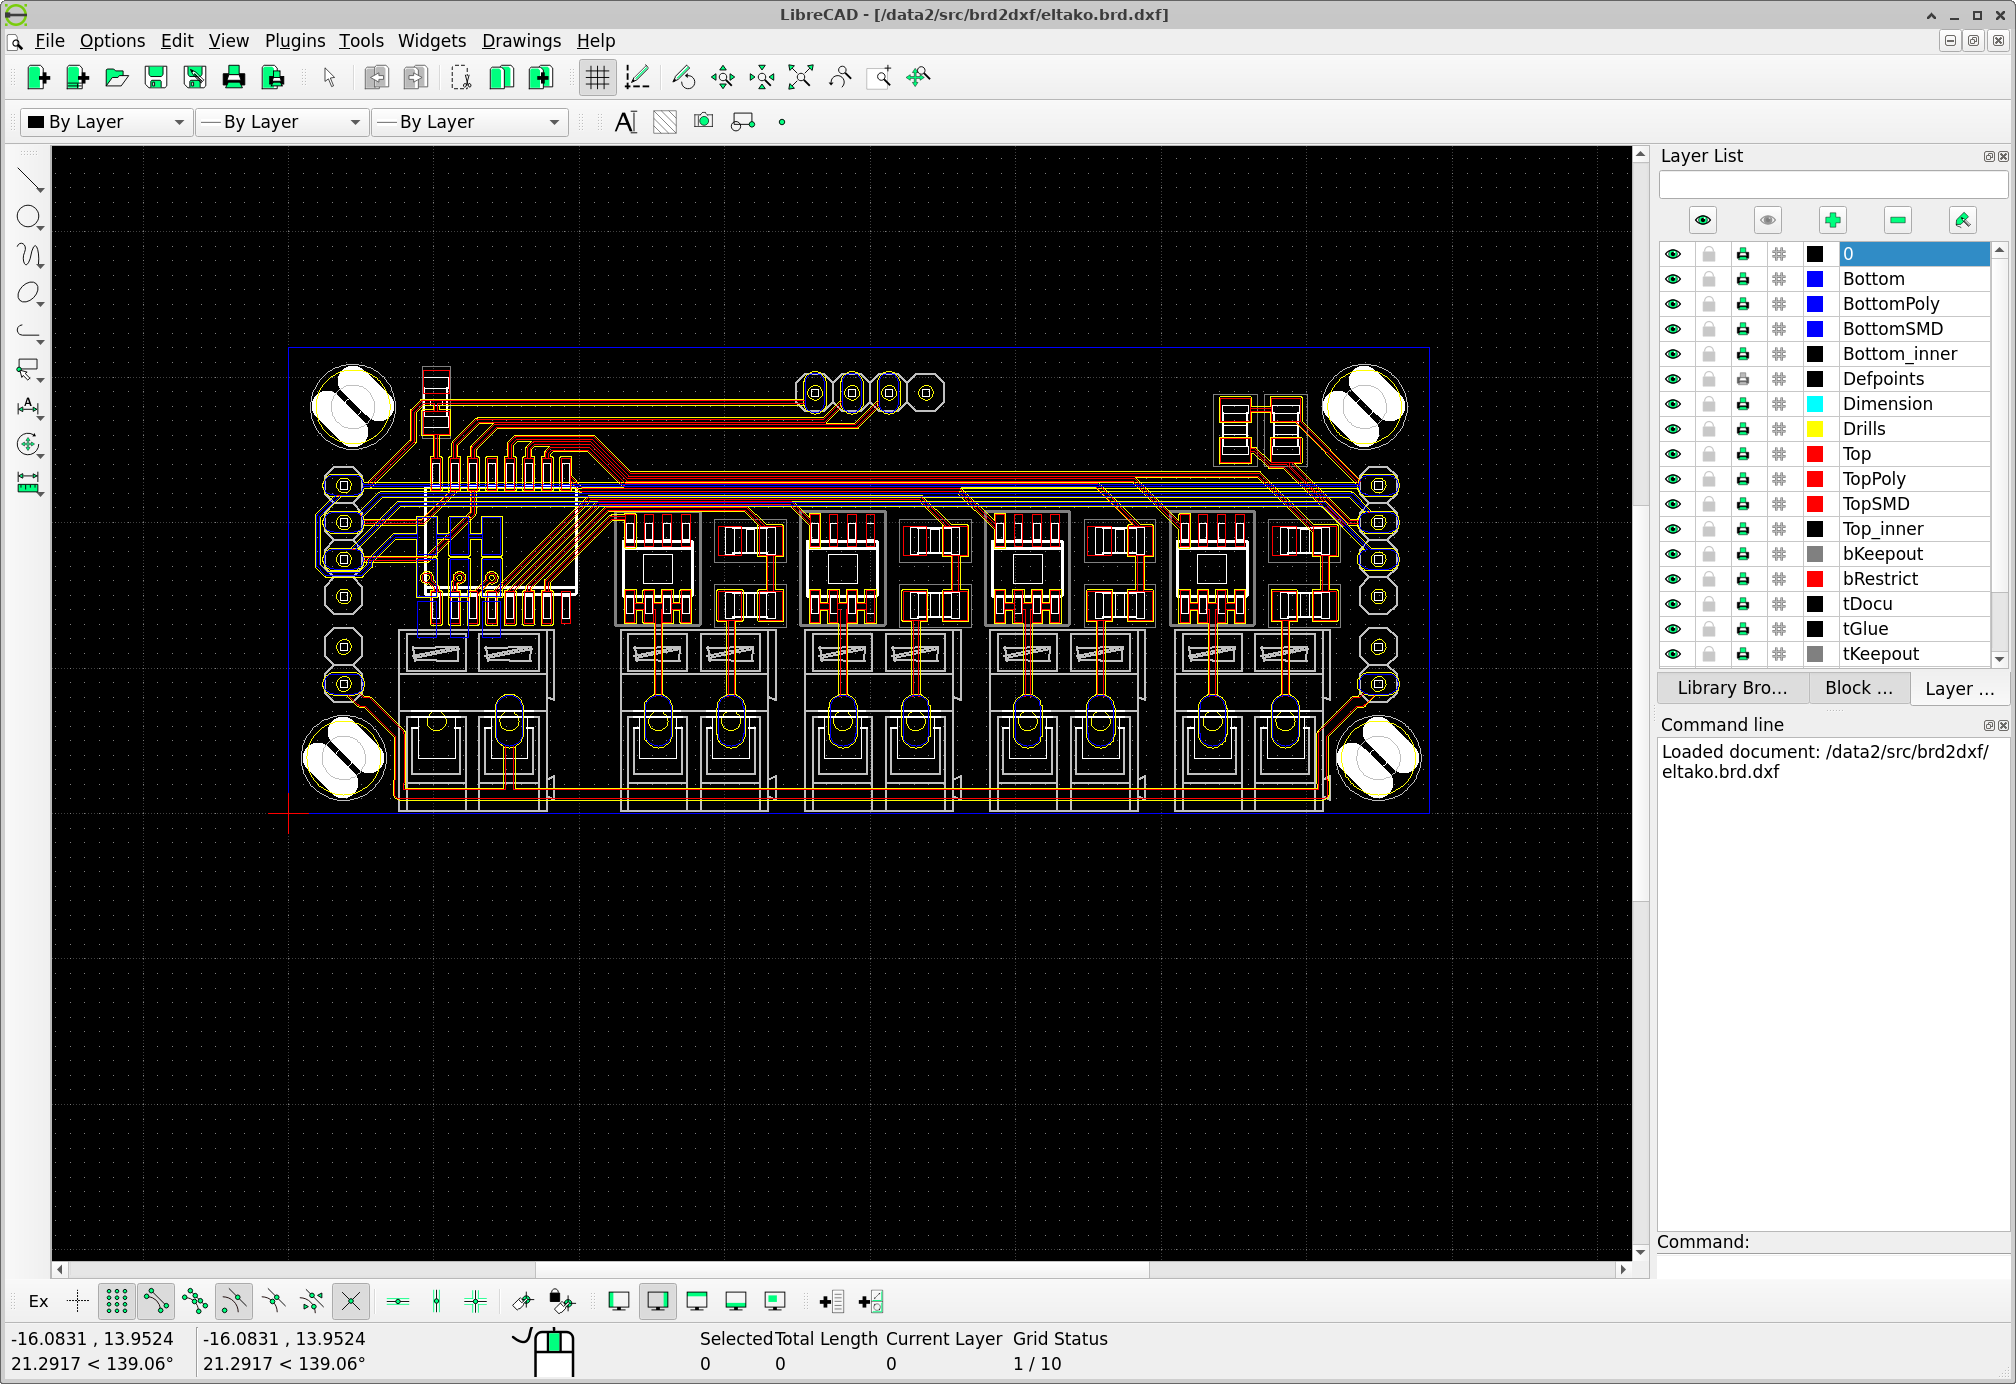 LibreCAD - [/data2/src/brd2dxf/eltako.brd.dxf]
File Options Edit View Plugins Tools Widgets Drawings Help
By Layer By Layer By Layer
A
Layer List
0
Bottom
BottomPoly
BottomSMD
Bottom_inner
Defpoints
Dimension
Drills
Top
TopPoly
TopSMD
Top_inner
bKeepout
bRestrict
tDocu
tGlue
tKeepout
Library Bro... Block ... Layer ...
Command line
Loaded document: /data2/src/brd2dxf/
eltako.brd.dxf
Command:
Ex
-16.0831 , 13.9524 -16.0831 , 13.9524 Selected Total Length Current Layer Grid Status
21.2917 < 139.06° 21.2917 < 139.06° 0 0 0 1 / 10